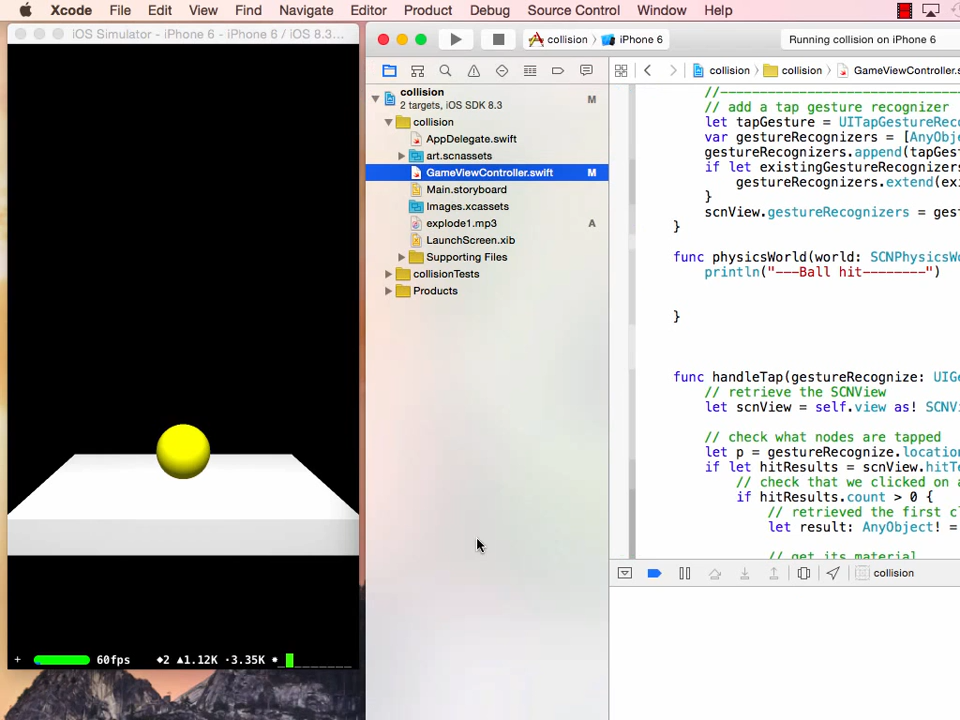 Xcode File Edit View Find Navigate Editor Product Debug Source Control Window Help
iOS Simulator - iPhone 6 - iPhone 6 / iOS 8.3...
collision iPhone 6 Running collision on iPhone 6
collision collision GameViewController.s
collision M
2 targets, iOS SDK 8.3
collision
AppDelegate.swift
art.scnassets
GameViewController.swift M
Main.storyboard
Images.xcassets
explode1.mp3 A
LaunchScreen.xib
Supporting Files
collisionTests
Products
// add a tap gesture recognizer
let tapGesture = UITapGestureReco
var gestureRecognizers = [AnyObj
gestureRecognizers.append(tapGest
if let existingGestureRecognizers
gestureRecognizers.extend(exi
}
scnView.gestureRecognizers = gest
}
func physicsWorld(world: SCNPhysicsWo
println("---Ball hit--------")
}
func handleTap(gestureRecognize: UIGe
// retrieve the SCNView
let scnView = self.view as! SCNVi
// check what nodes are tapped
let p = gestureRecognize.location
if let hitResults = scnView.hitTe
// check that we clicked on a
if hitResults.count > 0 {
// retrieved the first cl
let result: AnyObject! =
// get its material
collision
+ 60fps ◆2 ▲1.12K ·3.35K